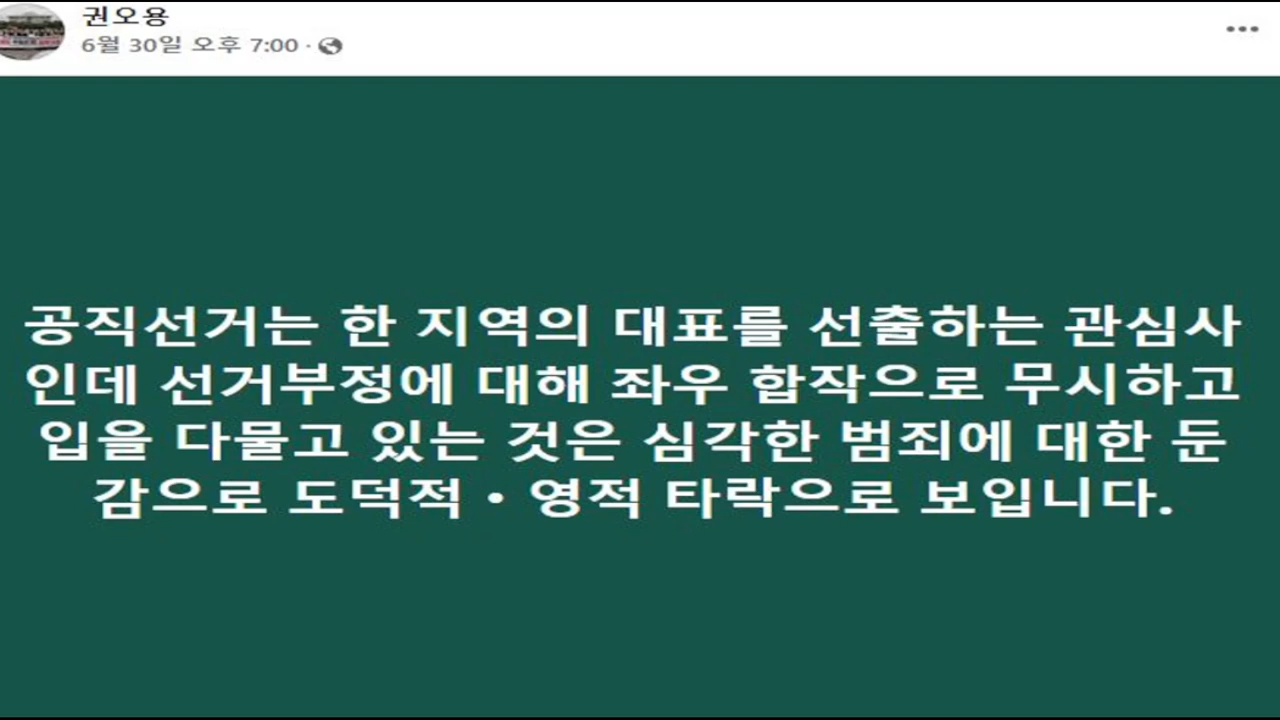 권오용
6월 30일 오후 7:00 ·
공직선거는 한 지역의 대표를 선출하는 관심사
인데 선거부정에 대해 좌우 합작으로 무시하고
입을 다물고 있는 것은 심각한 범죄에 대한 둔
감으로 도덕적 • 영적 타락으로 보입니다.